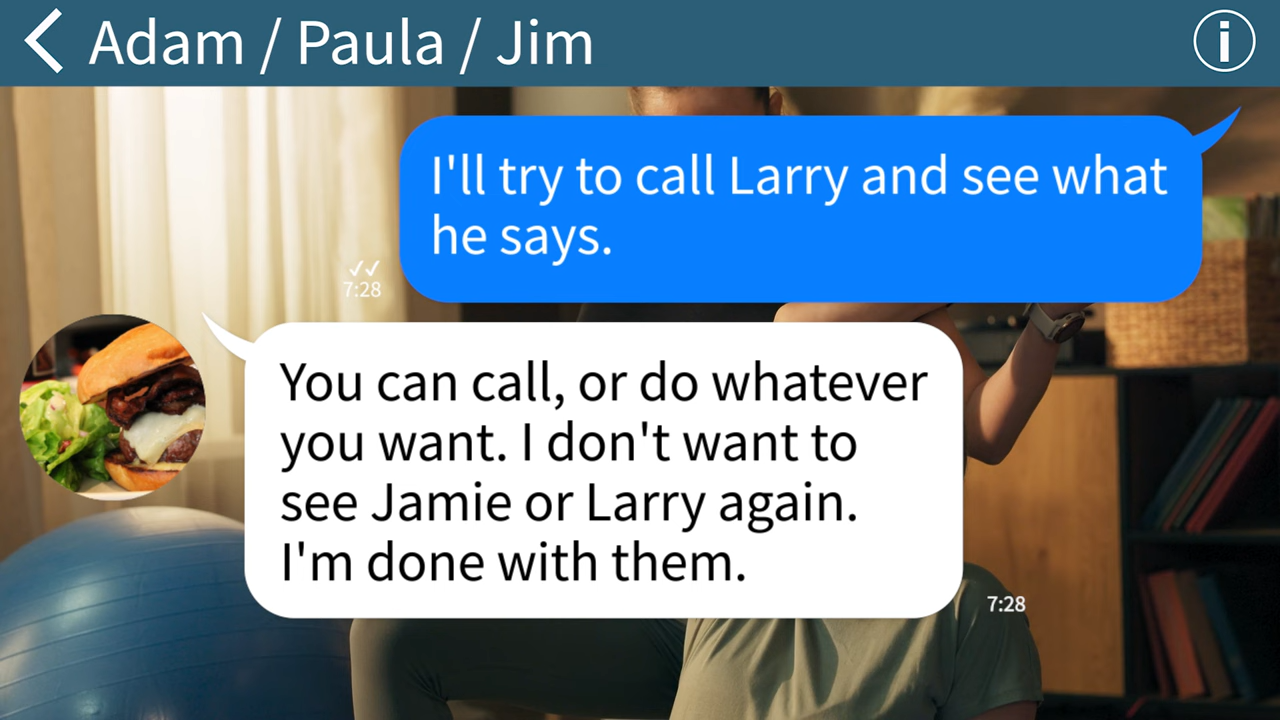 Adam / Paula / Jim
I'll try to call Larry and see what
he says.
7:28
You can call, or do whatever
you want. I don't want to
see Jamie or Larry again.
I'm done with them.
7:28